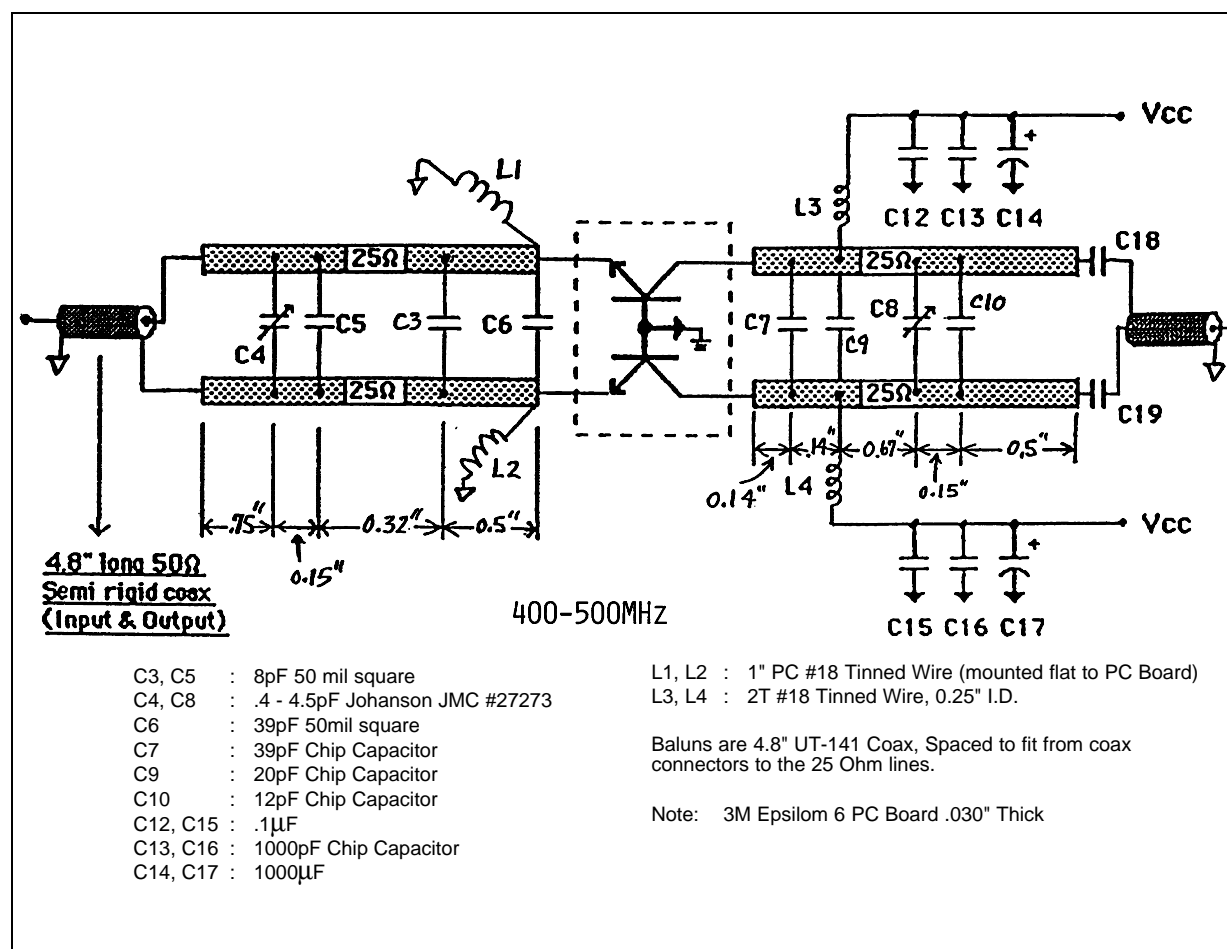 Vcc
L1
L3
C12 C13 C14
+
C18
25Ω
25Ω
C4
C5
C3
C6
C7
C9
C8
C10
25Ω
25Ω
C19
L2
L4
.14"
0.67"
0.5"
0.14"
0.15"
.75"
0.32"
0.5"
0.15"
Vcc
+
4.8" long 50Ω
Semi rigid coax
(Input & Output)
400-500MHz
C15 C16 C17
C3, C5 : 8pF 50 mil square
C4, C8 : .4 - 4.5pF Johanson JMC #27273
C6 : 39pF 50mil square
C7 : 39pF Chip Capacitor
C9 : 20pF Chip Capacitor
C10 : 12pF Chip Capacitor
C12, C15 : .1µF
C13, C16 : 1000pF Chip Capacitor
C14, C17 : 1000µF
L1, L2 : 1" PC #18 Tinned Wire (mounted flat to PC Board)
L3, L4 : 2T #18 Tinned Wire, 0.25" I.D.
Baluns are 4.8" UT-141 Coax, Spaced to fit from coax
connectors to the 25 Ohm lines.
Note: 3M Epsilom 6 PC Board .030" Thick